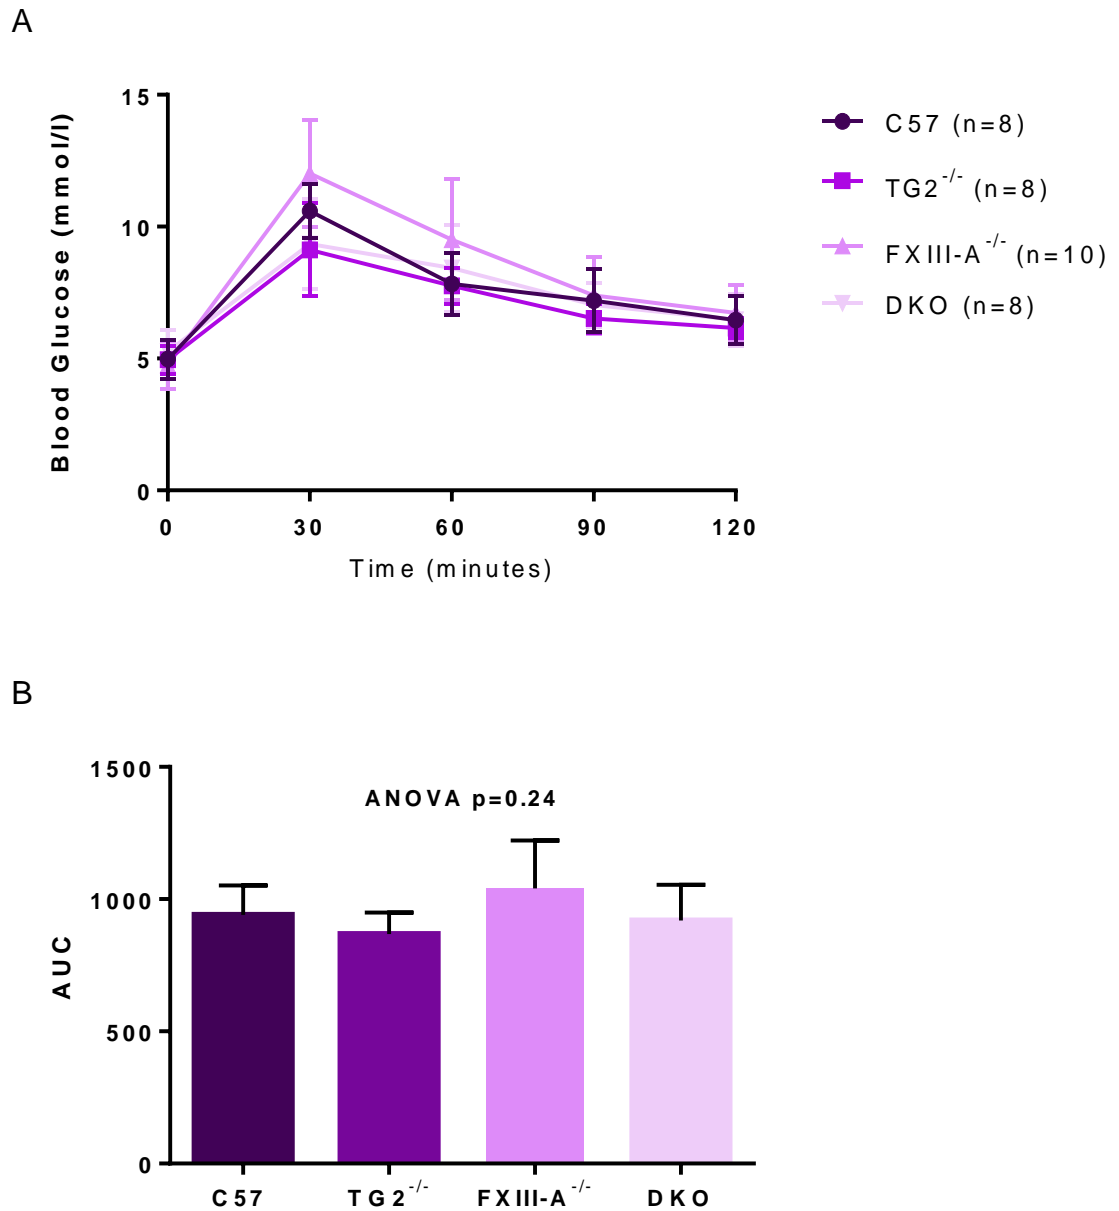 A
Blood Glucose (mmol/l)
15
10
5
0
0 30 60 90 120
Time (minutes)
C57 (n=8)
TG2-/- (n=8)
FXIII-A-/- (n=10)
DKO (n=8)
B
AUC
1500
1000
500
0
ANOVA p=0.24
C57 TG2-/- FXIII-A-/- DKO